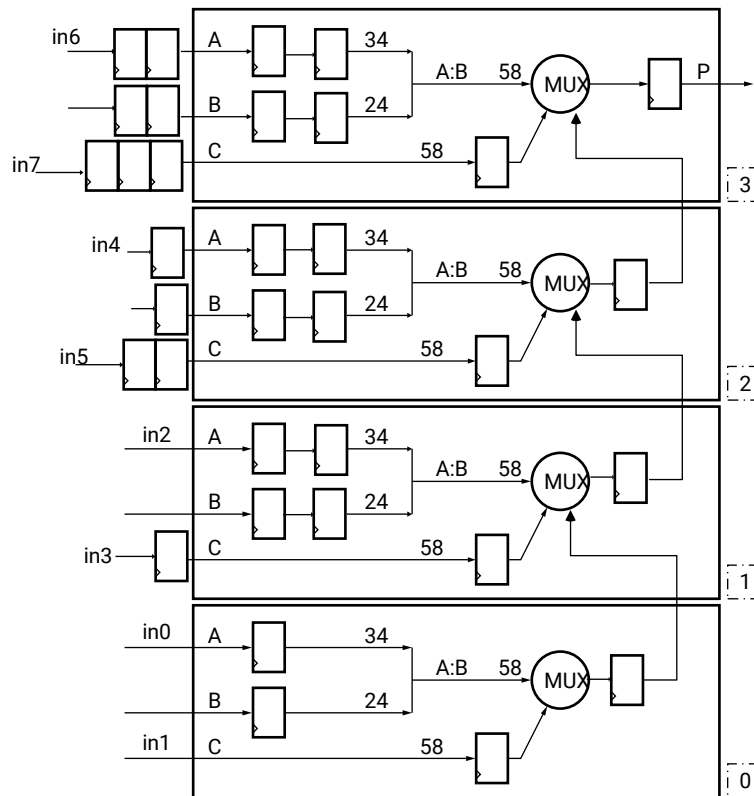 in6 A 34
A:B 58 MUX P
B 24
in7 C 58
3
in4 A 34
A:B 58 MUX
B 24
in5 C 58
2
in2 A 34
A:B 58 MUX
B 24
in3 C 58
1
in0 A 34
A:B 58 MUX
B 24
in1 C 58
0